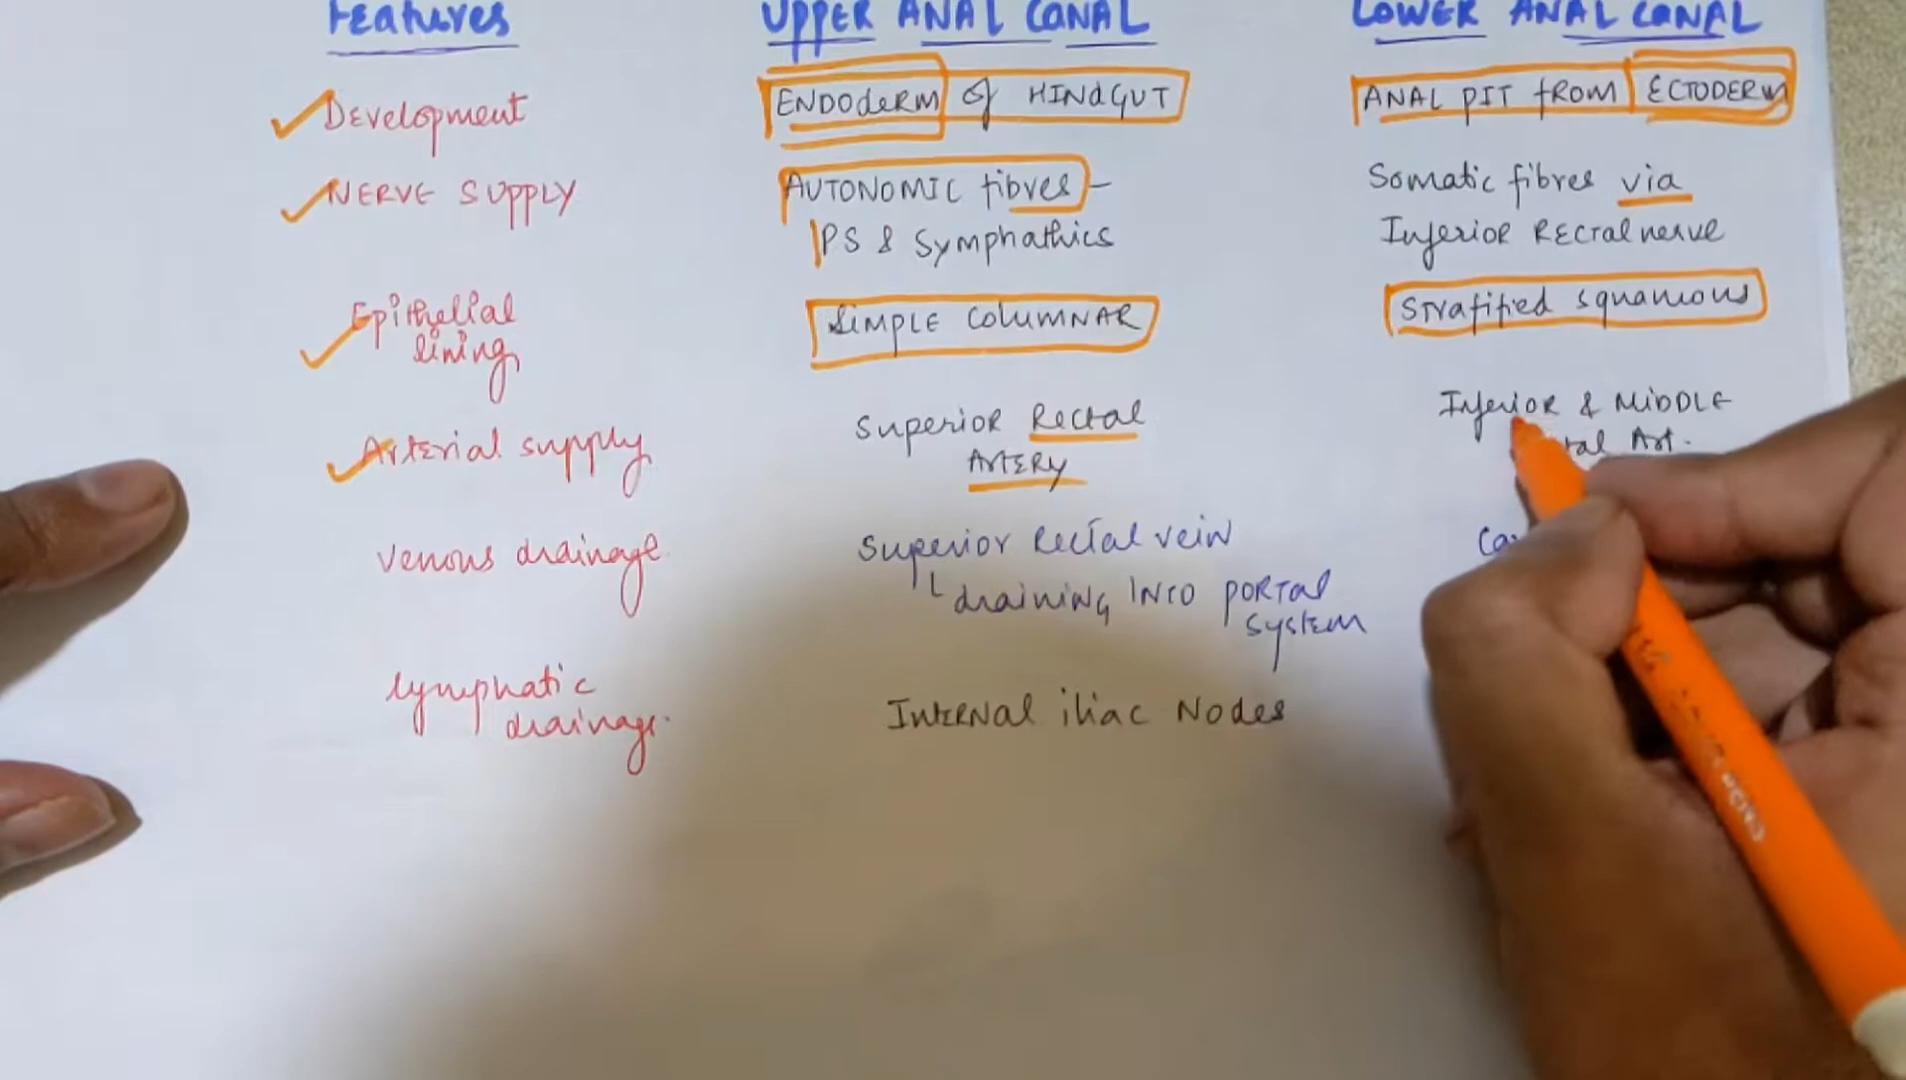 Features UPPER ANAL CANAL LOWER ANAL CANAL
Development ENDODERM of HINDGUT ANAL PIT from ECTODERM
NERVE SUPPLY AUTONOMIC fibres – Somatic fibres via
PS & Symphathics Inferior Rectal nerve
Epithelial SIMPLE COLUMNAR Strafified squamous
lining
Arterial supply Superior Rectal Inferior & MIDDLE
ARTERY Art.
Venous drainage Superior Rectal vein
draining INTO PORTAL
system
lymphatic Internal iliac Nodes
drainage.